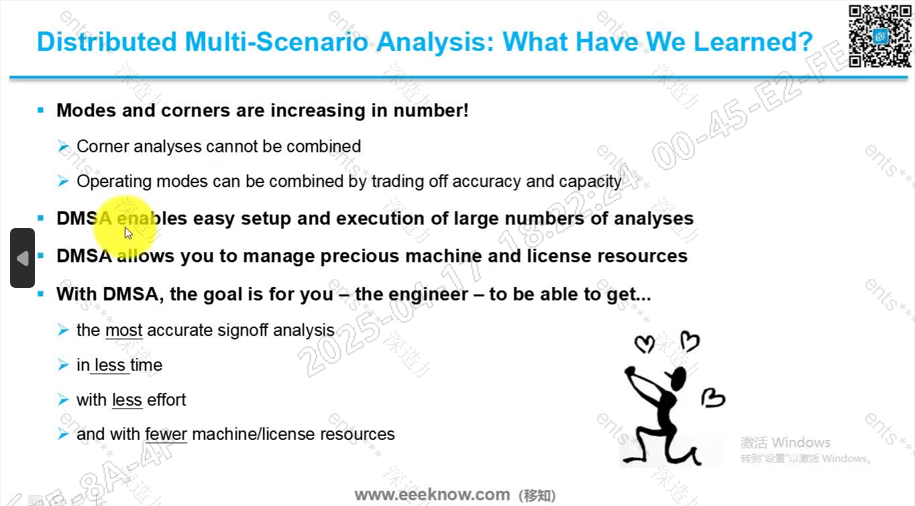 Distributed Multi-Scenario Analysis: What Have We Learned?
Modes and corners are increasing in number!
Corner analyses cannot be combined
Operating modes can be combined by trading off accuracy and capacity
DMSA enables easy setup and execution of large numbers of analyses
DMSA allows you to manage precious machine and license resources
With DMSA, the goal is for you – the engineer – to be able to get...
the most accurate signoff analysis
in less time
with less effort
and with fewer machine/license resources
激活 Windows
转到“设置”以激活 Windows。
www.eeeknow.com（移知）
2025-04-17 18:22:24 00-45-E2-FE